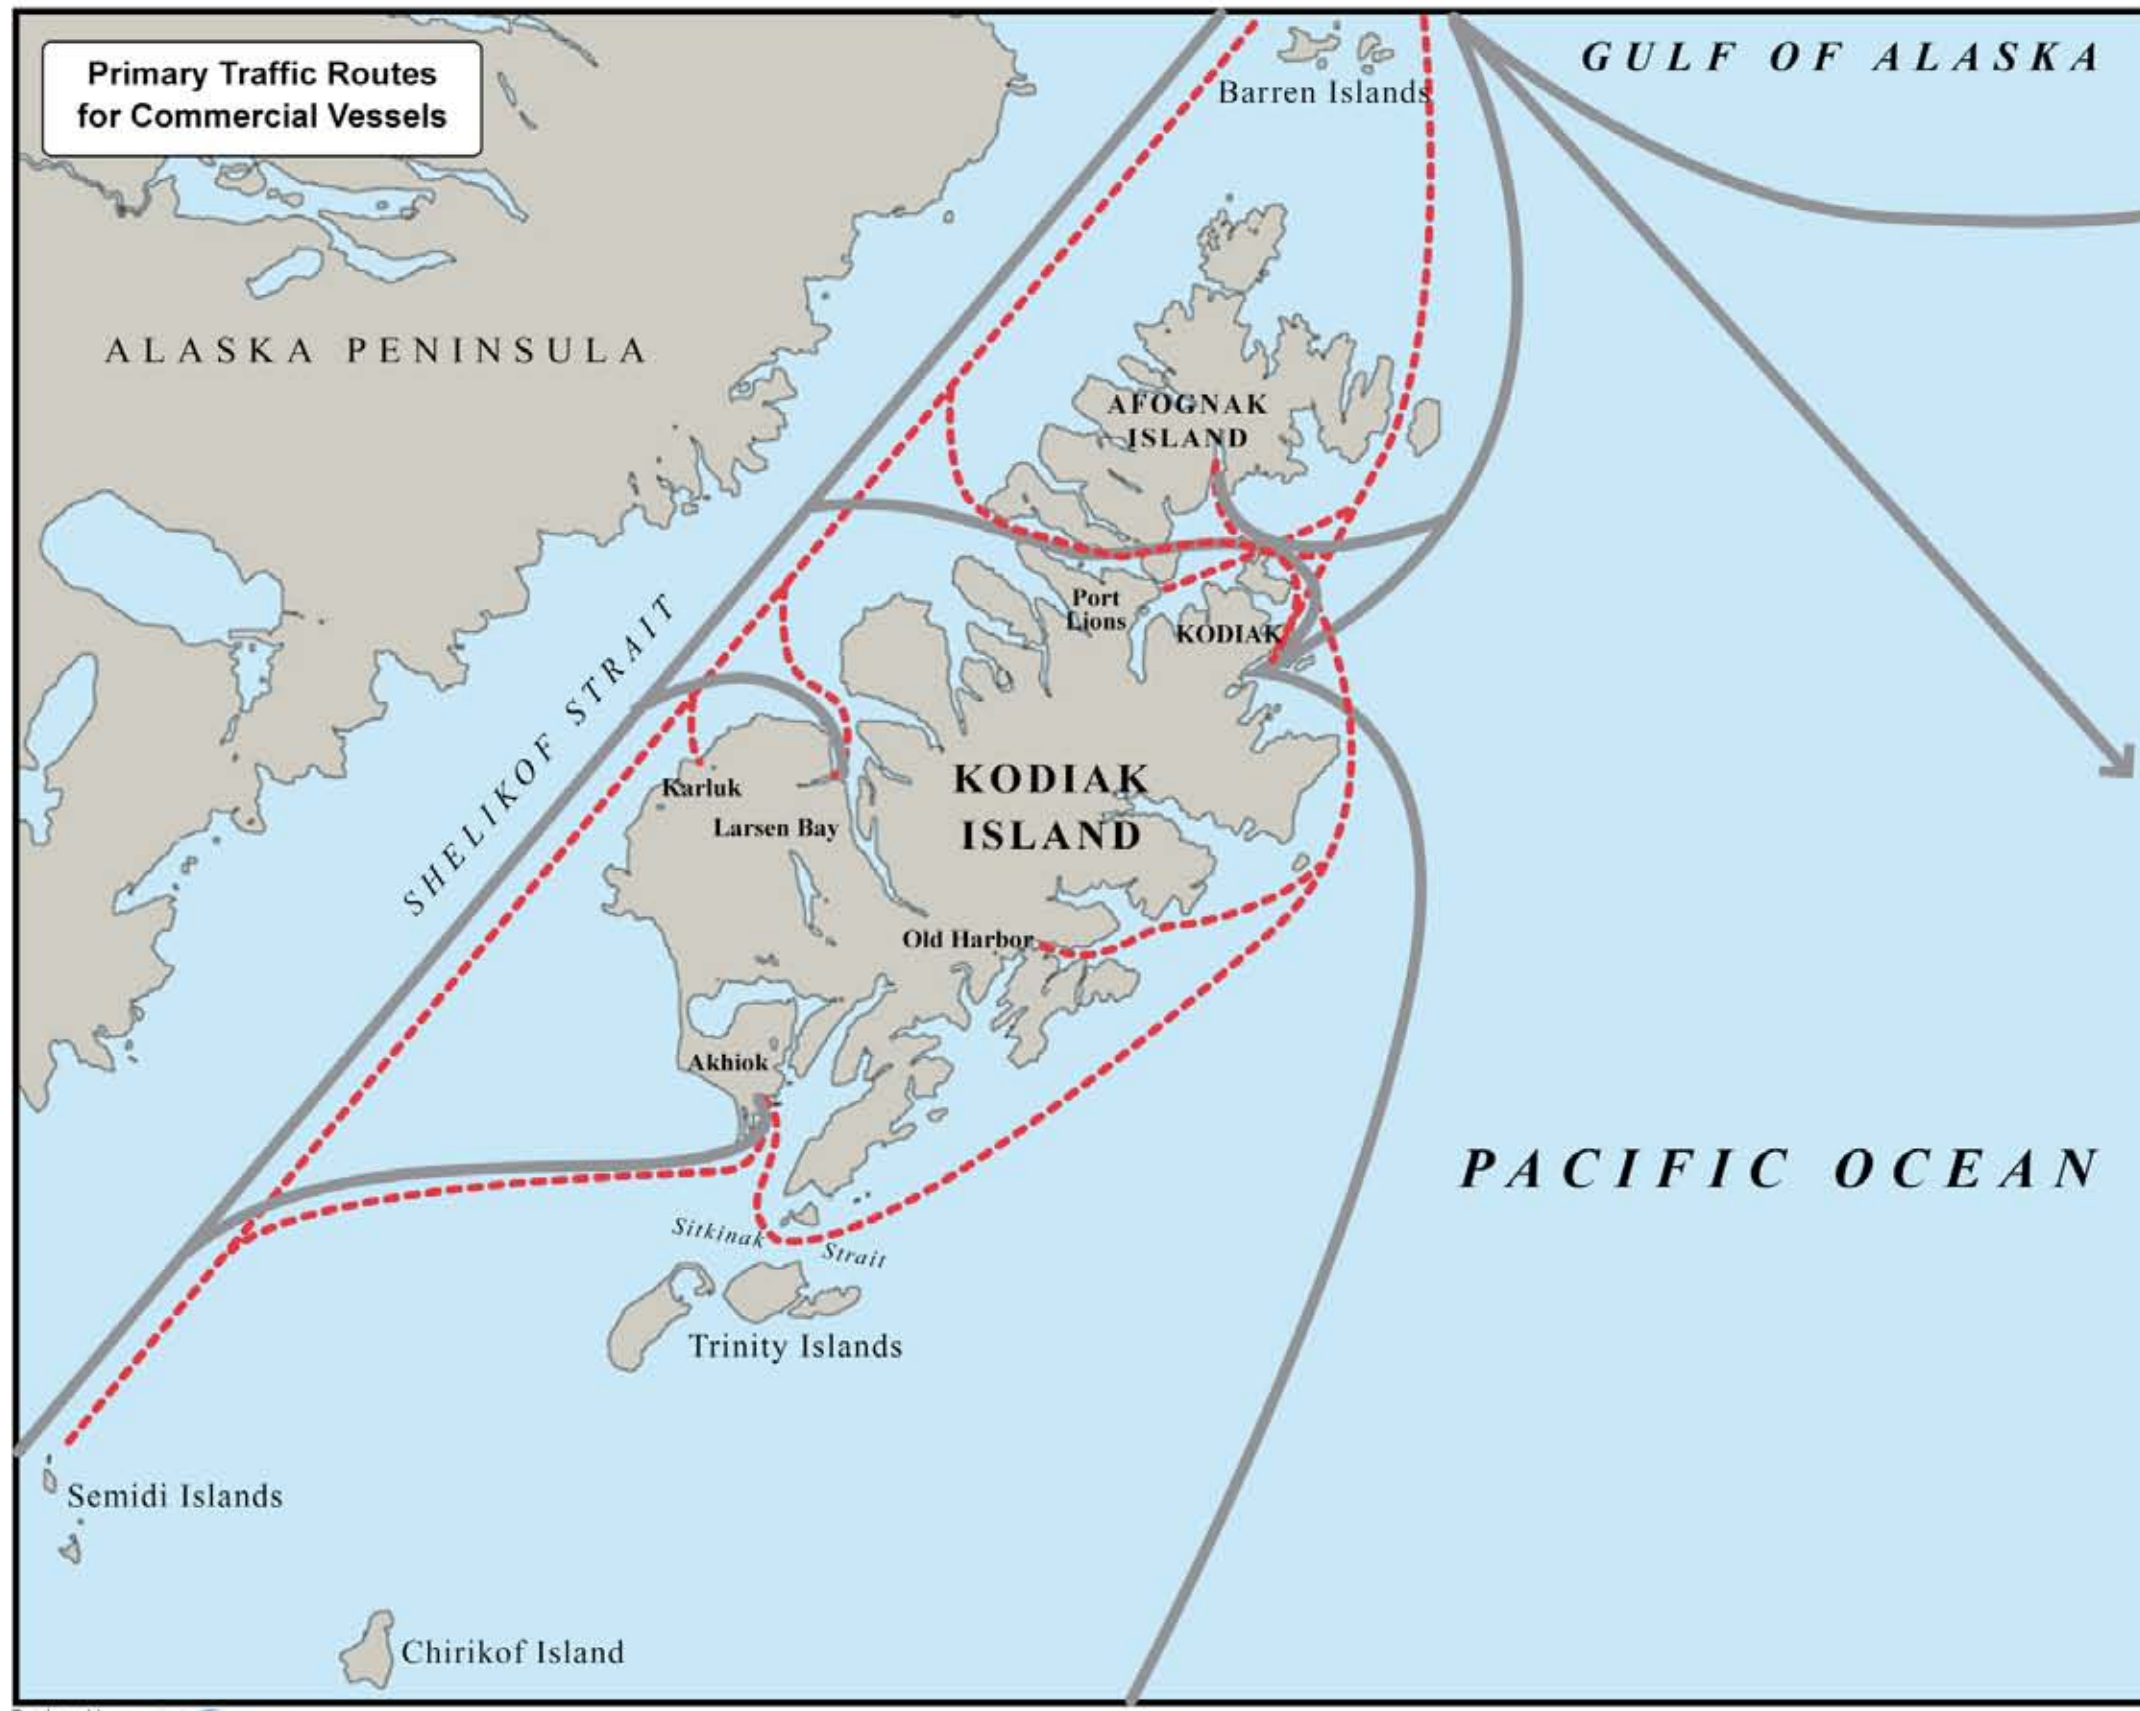 Primary Traffic Routes
for Commercial Vessels
GULF OF ALASKA
Barren Islands
ALASKA PENINSULA
AFOGNAK
ISLAND
Port
Lions
KODIAK
SHELIKOF STRAIT
KODIAK
ISLAND
Karluk
Larsen Bay
Old Harbor
Akhiok
PACIFIC OCEAN
Sitkinak Strait
Trinity Islands
Semidi Islands
Chirikof Island